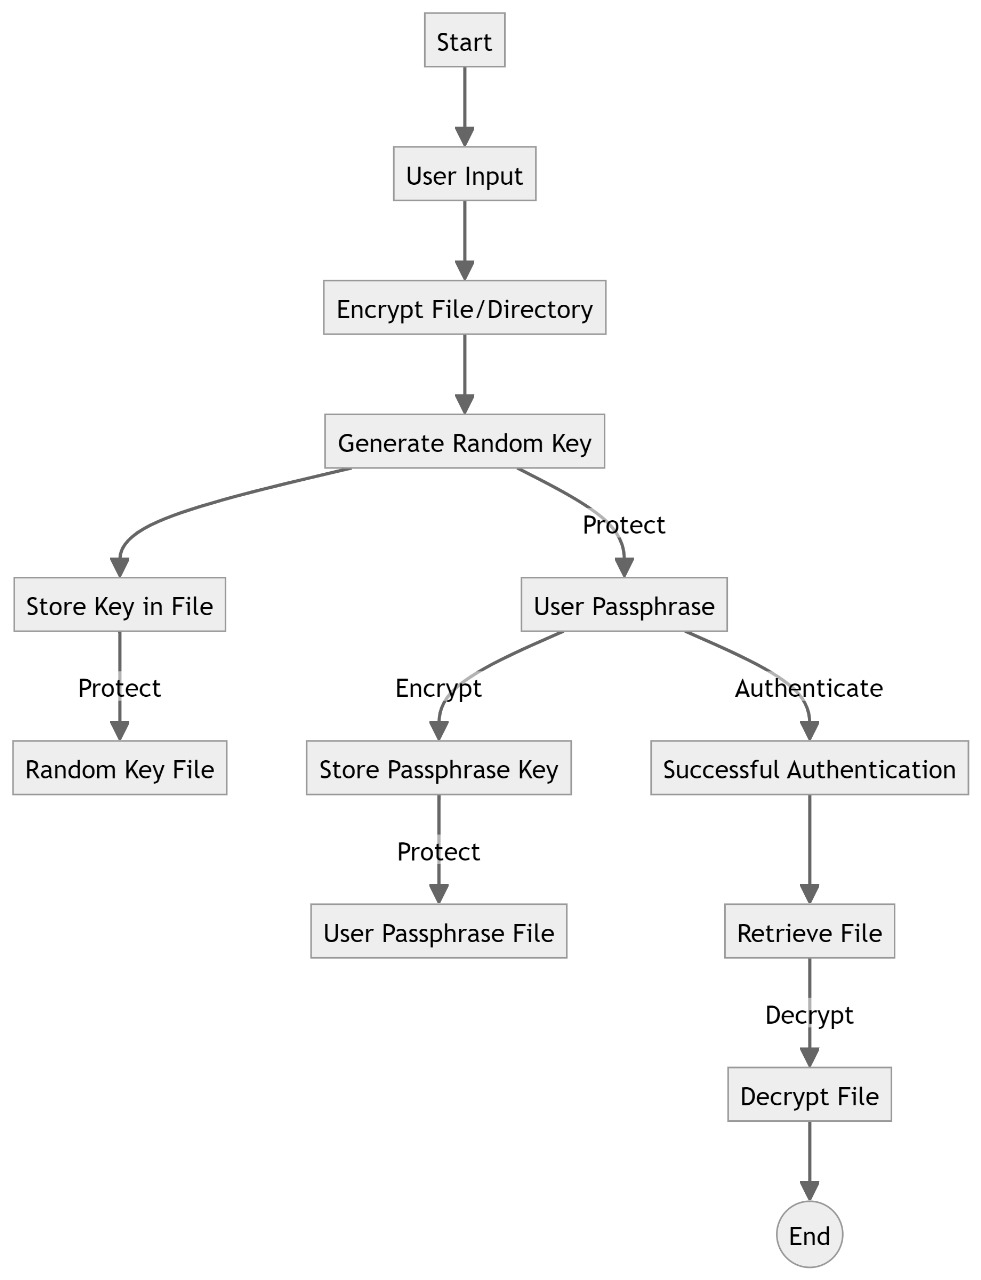 Start
User Input
Encrypt File/Directory
Generate Random Key
Protect
Store Key in File
User Passphrase
Protect
Encrypt
Authenticate
Random Key File
Store Passphrase Key
Successful Authentication
Protect
User Passphrase File
Retrieve File
Decrypt
Decrypt File
End